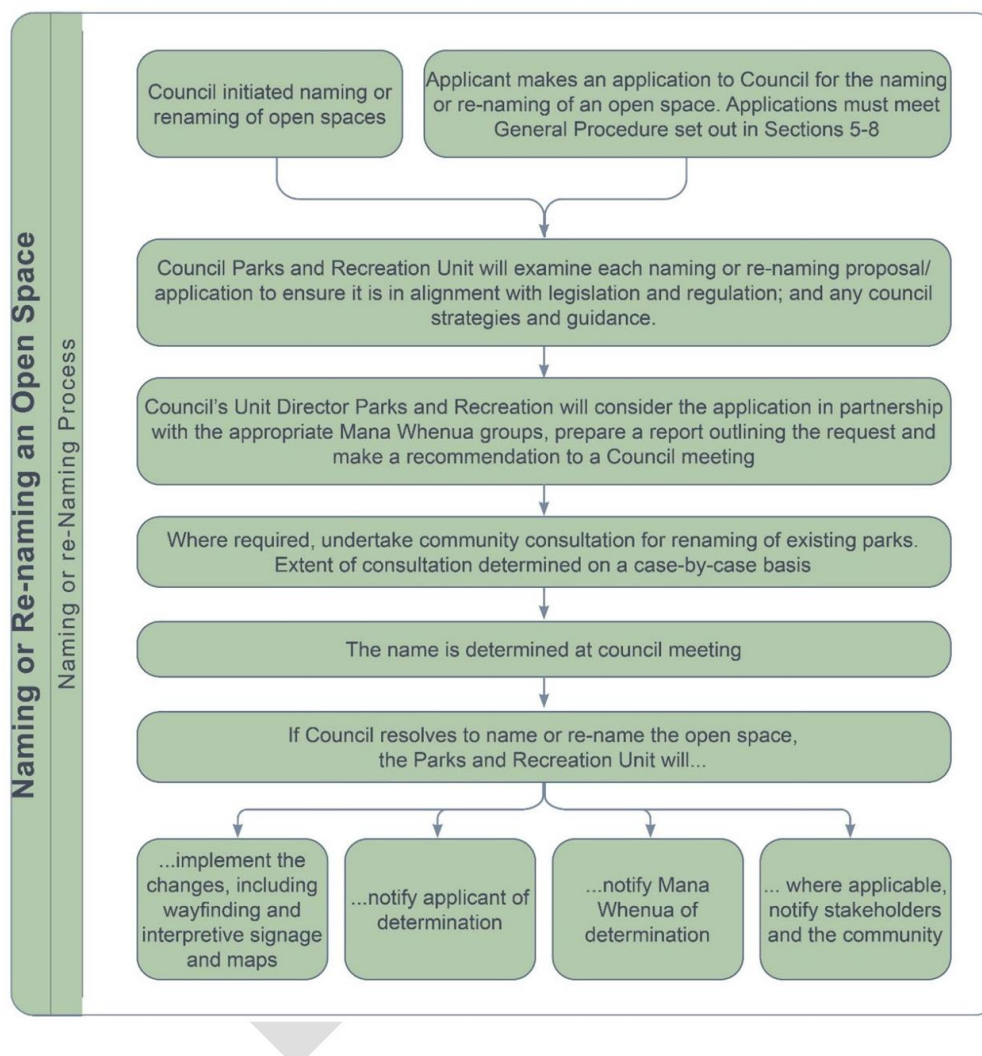 Naming or Re-naming an Open Space
Naming or re-Naming Process
Council initiated naming or
renaming of open spaces
Applicant makes an application to Council for the naming
or re-naming of an open space. Applications must meet
General Procedure set out in Sections 5-8
Council Parks and Recreation Unit will examine each naming or re-naming proposal/
application to ensure it is in alignment with legislation and regulation; and any council
strategies and guidance.
Council's Unit Director Parks and Recreation will consider the application in partnership
with the appropriate Mana Whenua groups, prepare a report outlining the request and
make a recommendation to a Council meeting
Where required, undertake community consultation for renaming of existing parks.
Extent of consultation determined on a case-by-case basis
The name is determined at council meeting
If Council resolves to name or re-name the open space,
the Parks and Recreation Unit will...
...implement the
changes, including
wayfinding and
interpretive signage
and maps
...notify applicant of
determination
...notify Mana
Whenua of
determination
... where applicable,
notify stakeholders
and the community